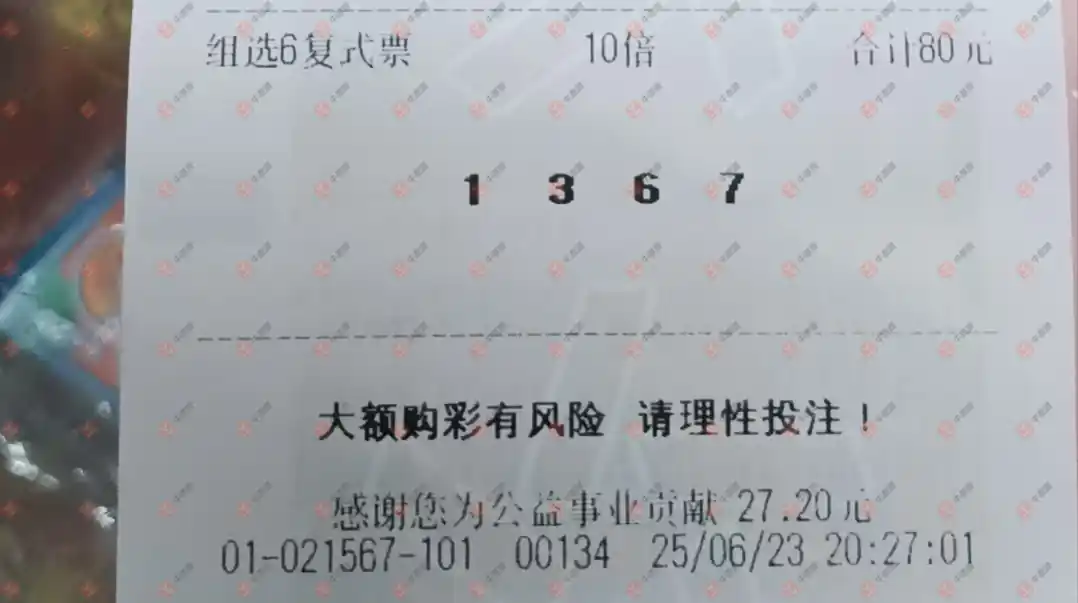 组选6复式票 10倍 合计80元
1 3 6 7
大额购彩有风险 请理性投注！
感谢您为公益事业贡献 27.20元
01-021567-101 00134 25/06/23 20:27:01